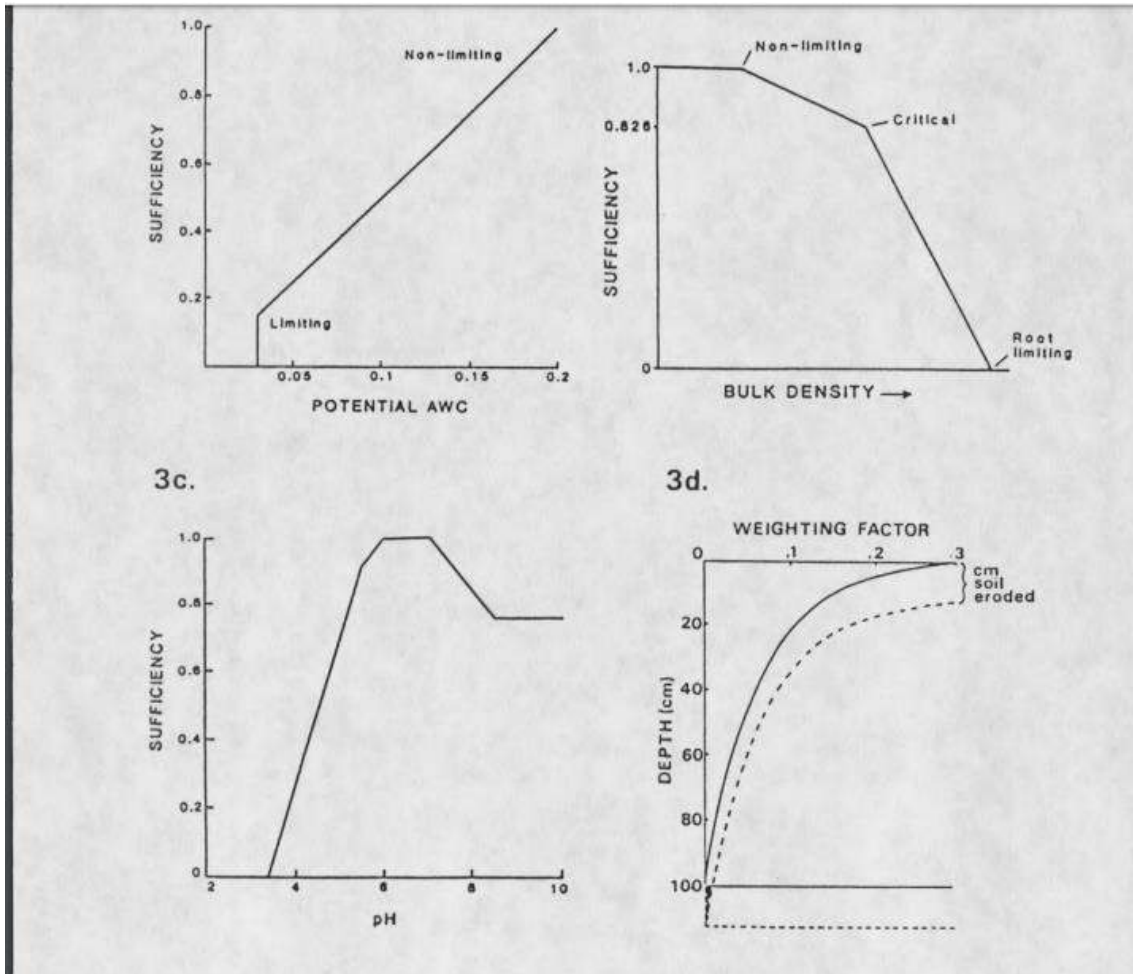 1.0
Non-limiting
0.8
0.6
0.4
0.2
Limiting
SUFFICIENCY
0.05
0.1
0.15
0.2
POTENTIAL AWC
Non-limiting
1.0
Critical
0.826
SUFFICIENCY
Root
limiting
0
BULK DENSITY
3c.
1.0
0.8
0.6
0.4
0.2
0
SUFFICIENCY
2
4
6
8
10
pH
3d.
WEIGHTING FACTOR
0
.1
.2
.3
cm
soil
eroded
20
40
60
80
100
DEPTH (cm)